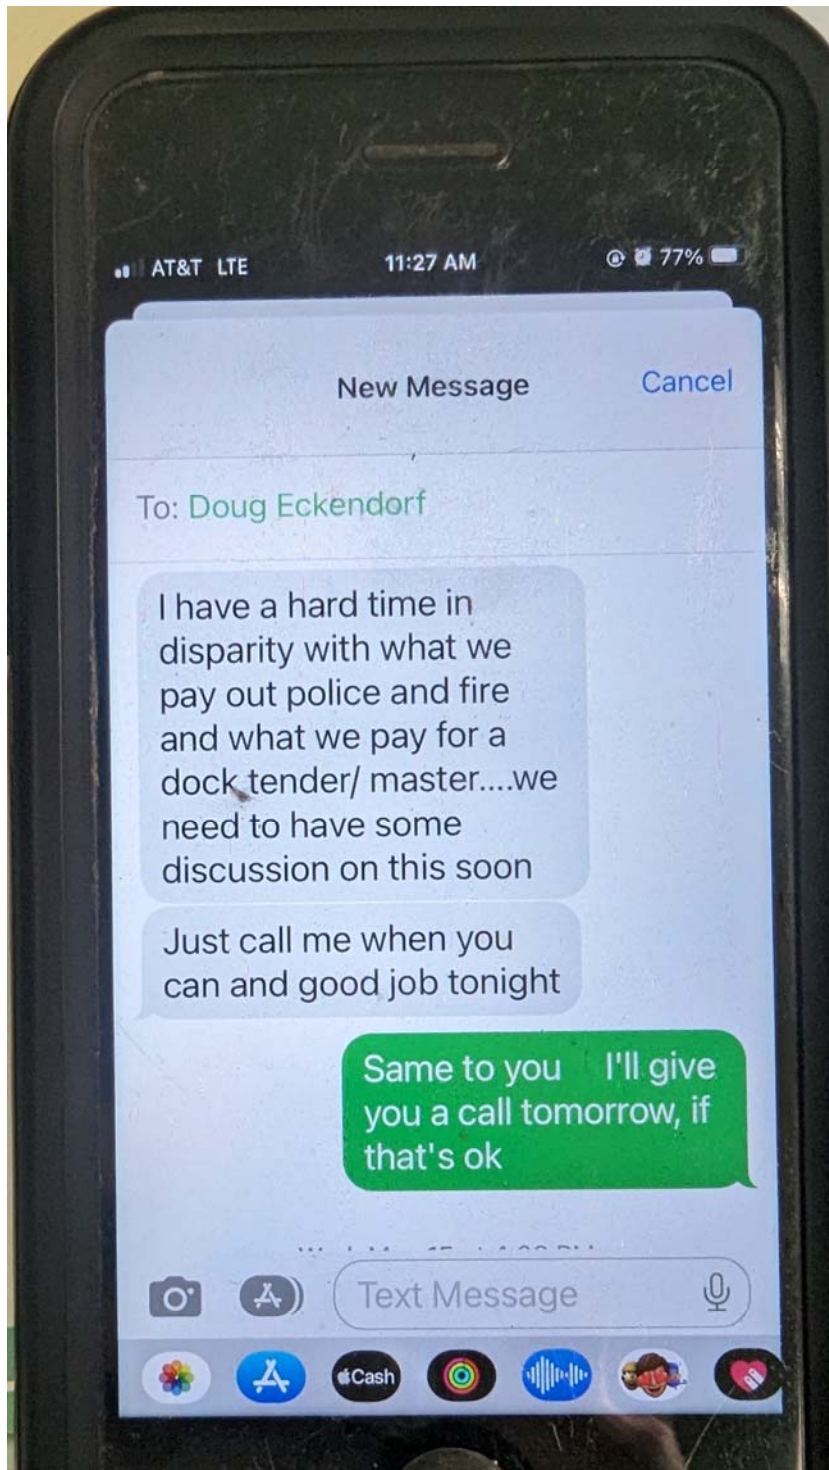 AT&T LTE 11:27 AM 77%
New Message Cancel
To: Doug Eckendorf
I have a hard time in
disparity with what we
pay out police and fire
and what we pay for a
dock tender/ master....we
need to have some
discussion on this soon
Just call me when you
can and good job tonight
Same to you I'll give
you a call tomorrow, if
that's ok
Text Message
Cash